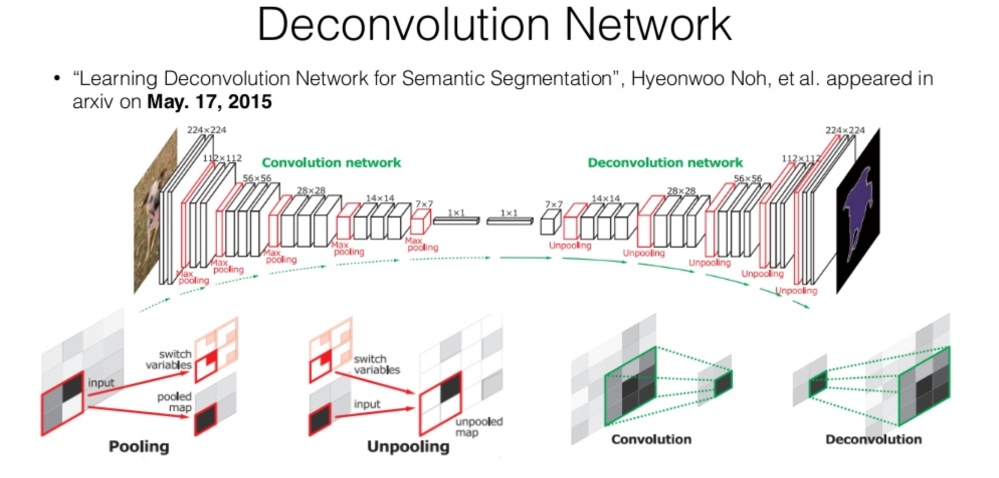 Deconvolution Network
• “Learning Deconvolution Network for Semantic Segmentation”, Hyeonwoo Noh, et al. appeared in
arxiv on May. 17, 2015
224×224
112×112
Convolution network
56×56
28×28
14×14
7×7
1×1
1×1
7×7
14×14
28×28
Deconvolution network
56×56
112×112
224×224
Max
pooling
Max
pooling
Max
pooling
Max
pooling
Max
pooling
Unpooling
Unpooling
Unpooling
Unpooling
Unpooling
input
switch
variables
pooled
map
Pooling
switch
variables
input
unpooled
map
Unpooling
Convolution
Deconvolution